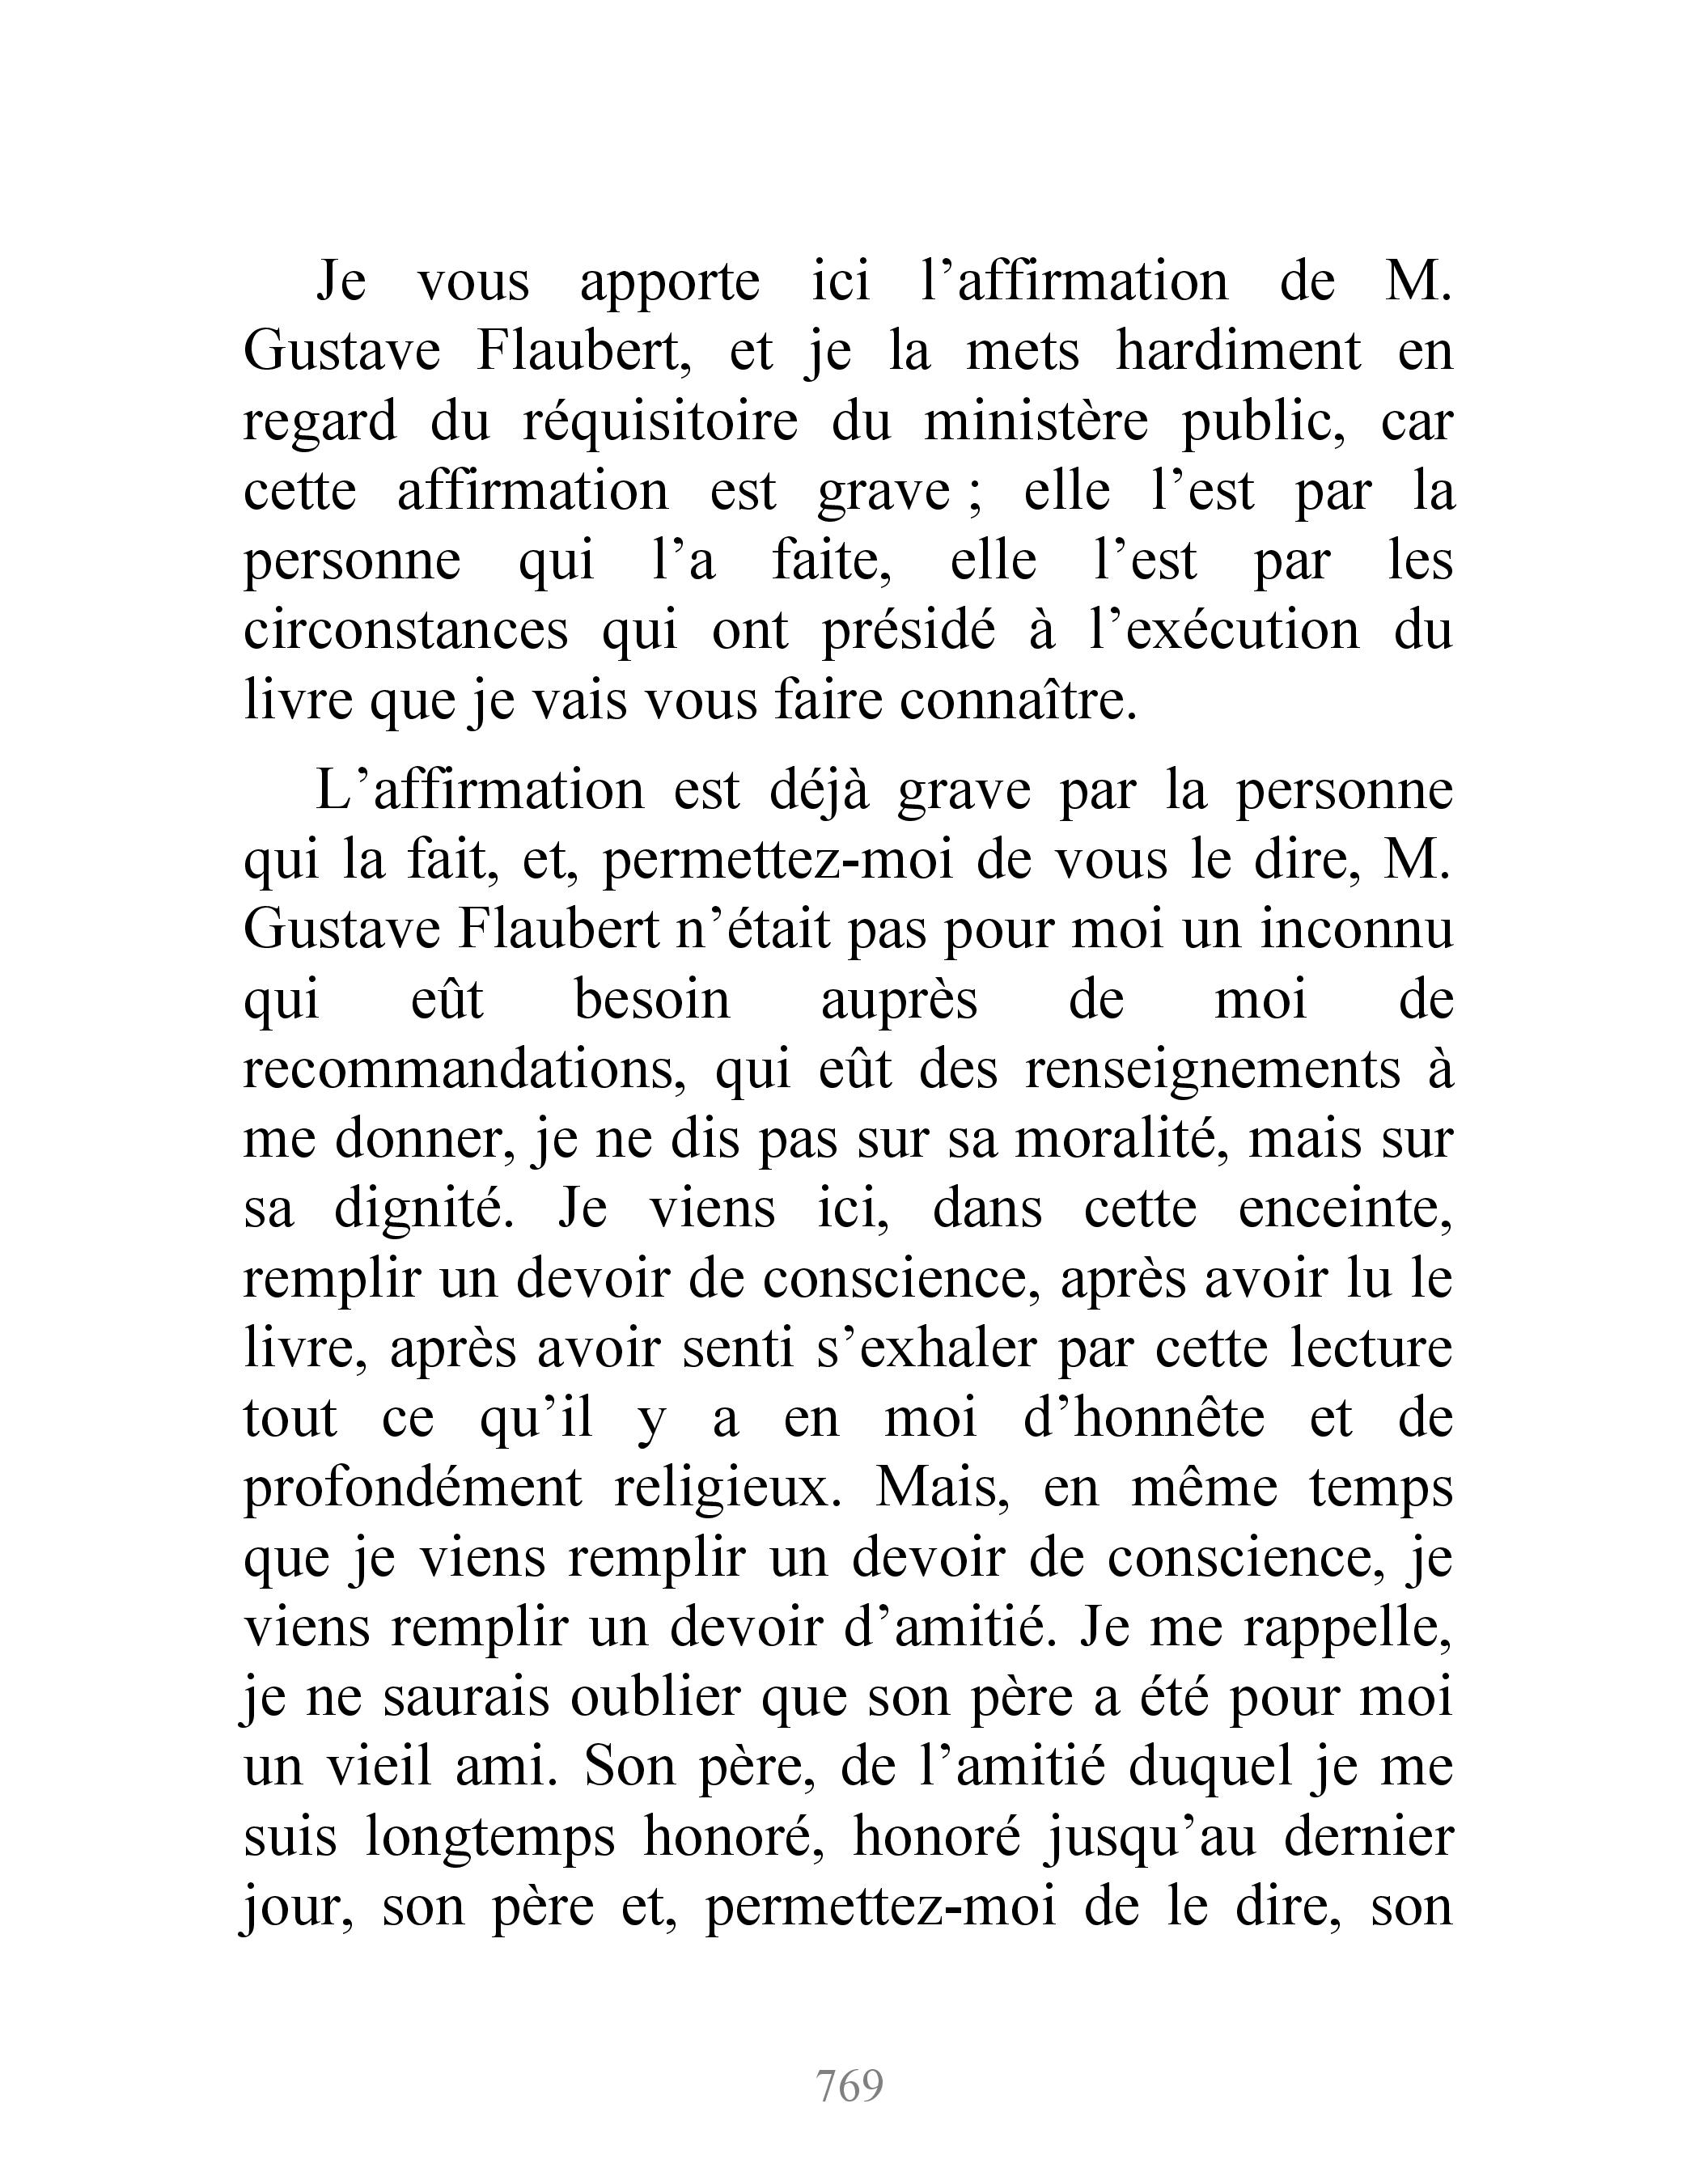 Je vous apporte ici l’affirmation de M.
Gustave Flaubert, et je la mets hardiment en
regard du réquisitoire du ministère public, car
cette affirmation est grave ; elle l’est par la
personne qui l’a faite, elle l’est par les
circonstances qui ont présidé à l’exécution du
livre que je vais vous faire connaître.
L’affirmation est déjà grave par la personne
qui la fait, et, permettez-moi de vous le dire, M.
Gustave Flaubert n’était pas pour moi un inconnu
qui eût besoin auprès de moi de
recommandations, qui eût des renseignements à
me donner, je ne dis pas sur sa moralité, mais sur
sa dignité. Je viens ici, dans cette enceinte,
remplir un devoir de conscience, après avoir lu le
livre, après avoir senti s’exhaler par cette lecture
tout ce qu’il y a en moi d’honnête et de
profondément religieux. Mais, en même temps
que je viens remplir un devoir de conscience, je
viens remplir un devoir d’amitié. Je me rappelle,
je ne saurais oublier que son père a été pour moi
un vieil ami. Son père, de l’amitié duquel je me
suis longtemps honoré, honoré jusqu’au dernier
jour, son père et, permettez-moi de le dire, son
769